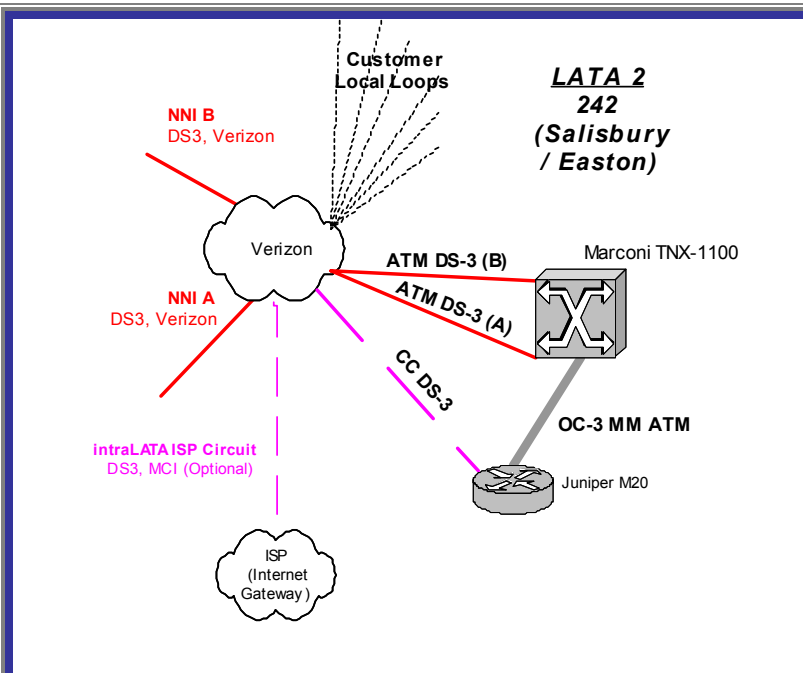 Customer
Local Loops
LATA 2
242
(Salisbury
/ Easton)
NNI B
DS3, Verizon
Verizon
ATM DS-3 (B)
Marconi TNX-1100
ATM DS-3 (A)
NNI A
DS3, Verizon
CC DS-3
OC-3 MM ATM
intraLATA ISP Circuit
DS3, MCI (Optional)
Juniper M20
ISP
(Internet
Gateway)